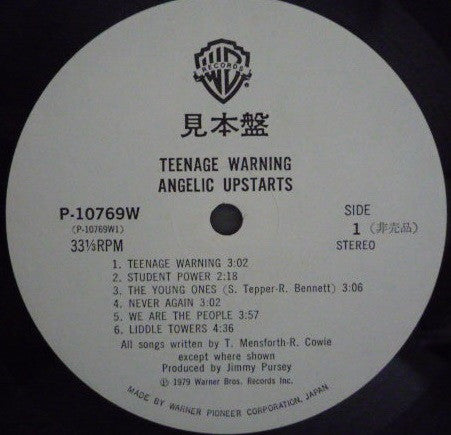 WB
RECORDS
見本盤
TEENAGE WARNING
ANGELIC UPSTARTS
P-10769W
(P-10769W1)
33⅓RPM
SIDE
1 (非売品)
STEREO
1. TEENAGE WARNING 3:02
2. STUDENT POWER 2:18
3. THE YOUNG ONES (S. Tepper-R. Bennett) 3:06
4. NEVER AGAIN 3:02
5. WE ARE THE PEOPLE 3:57
6. LIDDLE TOWERS 4:36
All songs written by T. Mensforth-R. Cowie
except where shown
Produced by Jimmy Pursey
Ⓟ 1979 Warner Bros. Records Inc.
MADE BY WARNER PIONEER CORPORATION, JAPAN